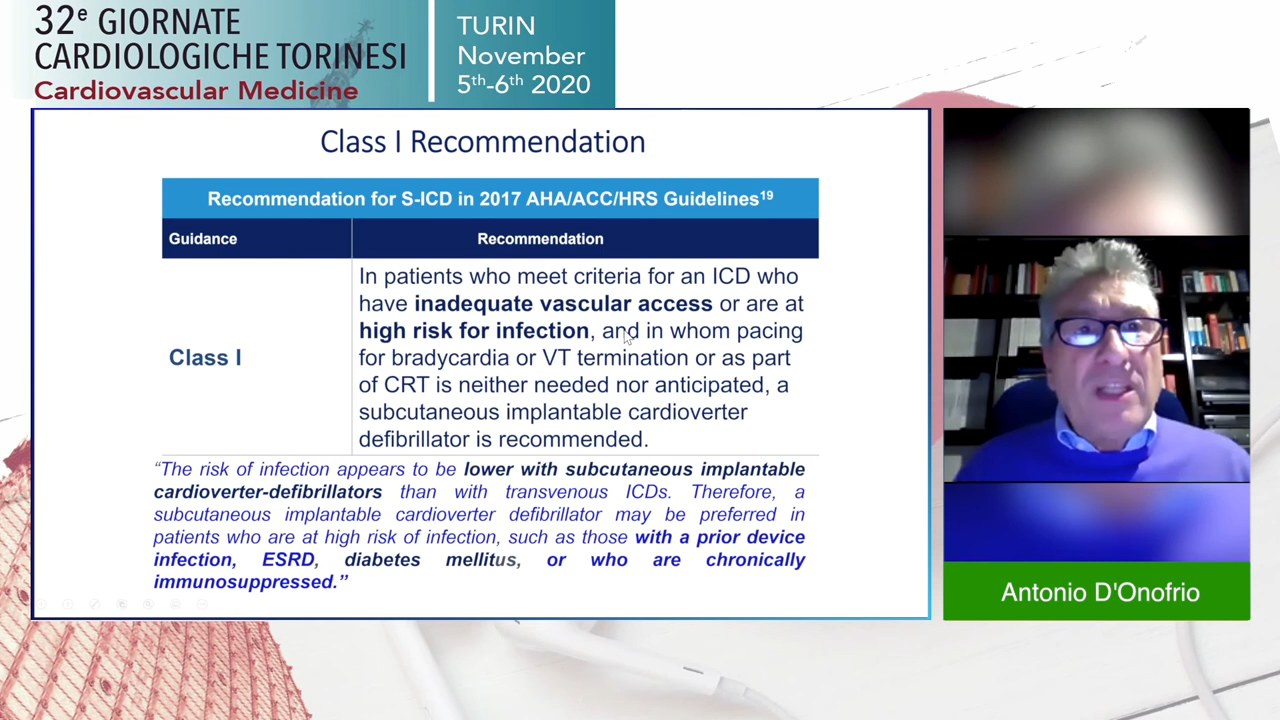 32e GIORNATE
CARDIOLOGICHE TORINESI
Cardiovascular Medicine
TURIN
November
5th-6th 2020
Class I Recommendation
Recommendation for S-ICD in 2017 AHA/ACC/HRS Guidelines19
Guidance
Recommendation
Class I
In patients who meet criteria for an ICD who
have inadequate vascular access or are at
high risk for infection, and in whom pacing
for bradycardia or VT termination or as part
of CRT is neither needed nor anticipated, a
subcutaneous implantable cardioverter
defibrillator is recommended.
“The risk of infection appears to be lower with subcutaneous implantable
cardioverter-defibrillators than with transvenous ICDs. Therefore, a
subcutaneous implantable cardioverter defibrillator may be preferred in
patients who are at high risk of infection, such as those with a prior device
infection, ESRD, diabetes mellitus, or who are chronically
immunosuppressed.”
Antonio D'Onofrio